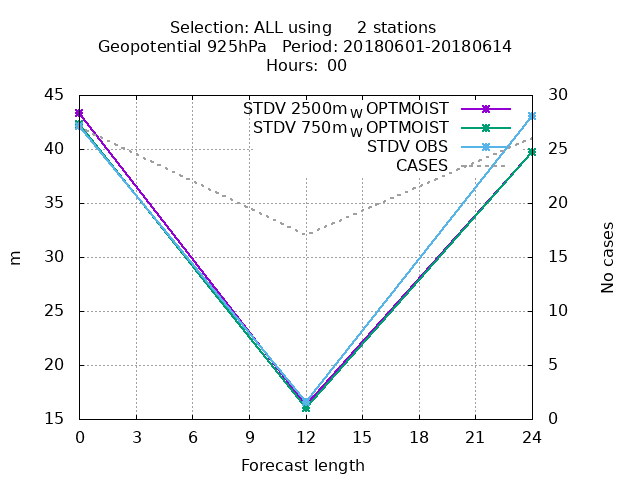 Selection: ALL using 2 stations
Geopotential 925hPa Period: 20180601-20180614
Hours: 00
45 30
STDV 2500m_W OPTMOIST
STDV 750m_W OPTMOIST
STDV OBS
CASES
40 25
35 20
30 15
25 10
20 5
15 0
m
No cases
0 3 6 9 12 15 18 21 24
Forecast length